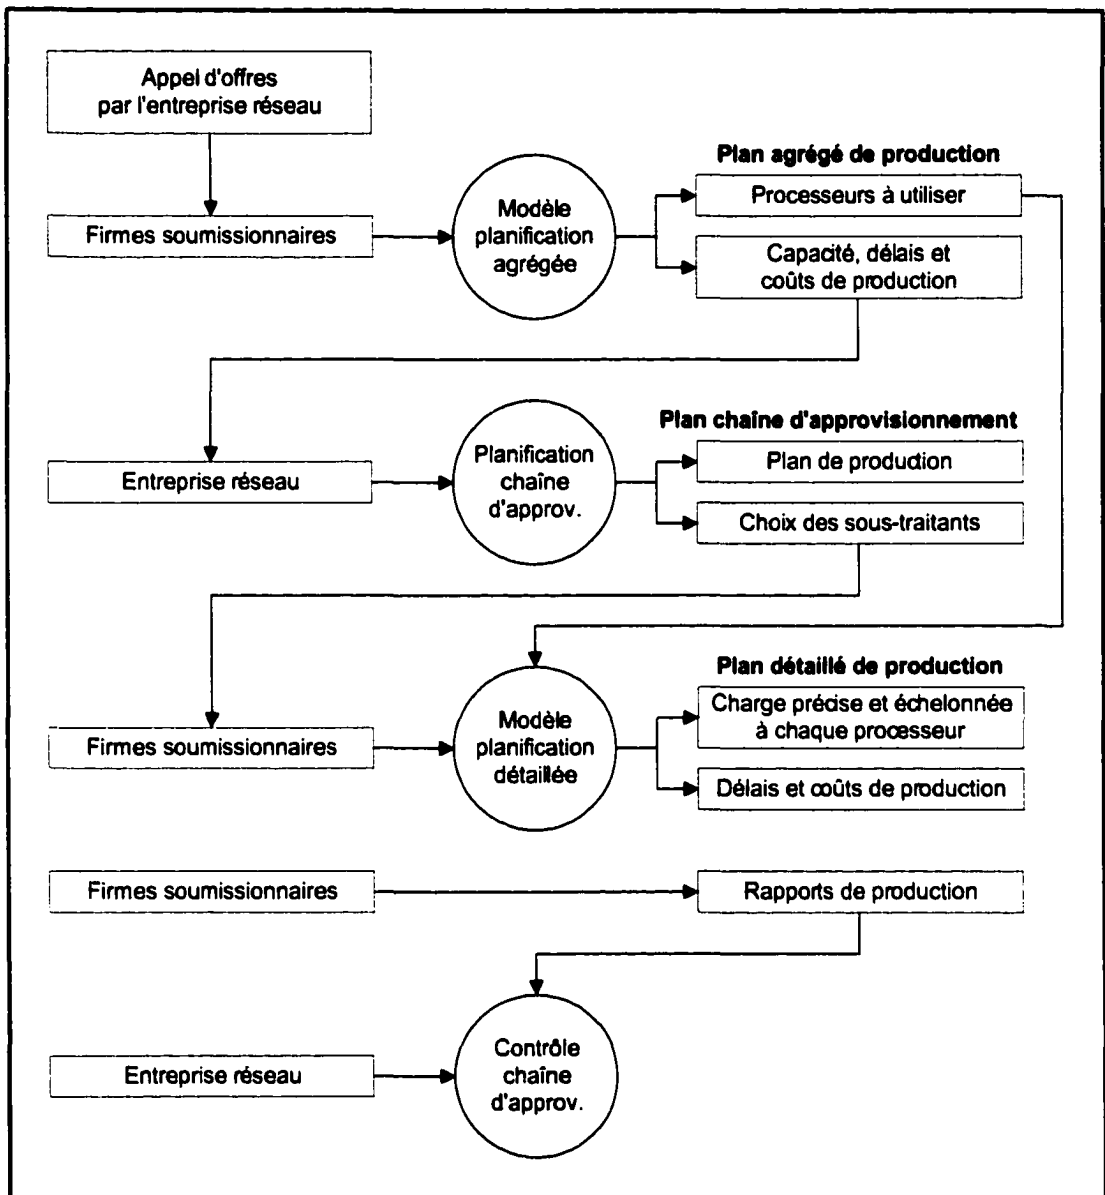 Appel d'offres
par l'entreprise réseau
Firmes soumissionnaires
Modèle
planification
agrégée
Plan agrégé de production
Processeurs à utiliser
Capacité, délais et
coûts de production
Entreprise réseau
Planification
chaîne
d'approv.
Plan chaîne d'approvisionnement
Plan de production
Choix des sous-traitants
Firmes soumissionnaires
Modèle
planification
détaillée
Plan détaillé de production
Charge précise et échelonnée
à chaque processeur
Délais et coûts de production
Firmes soumissionnaires
Rapports de production
Entreprise réseau
Contrôle
chaîne
d'approv.